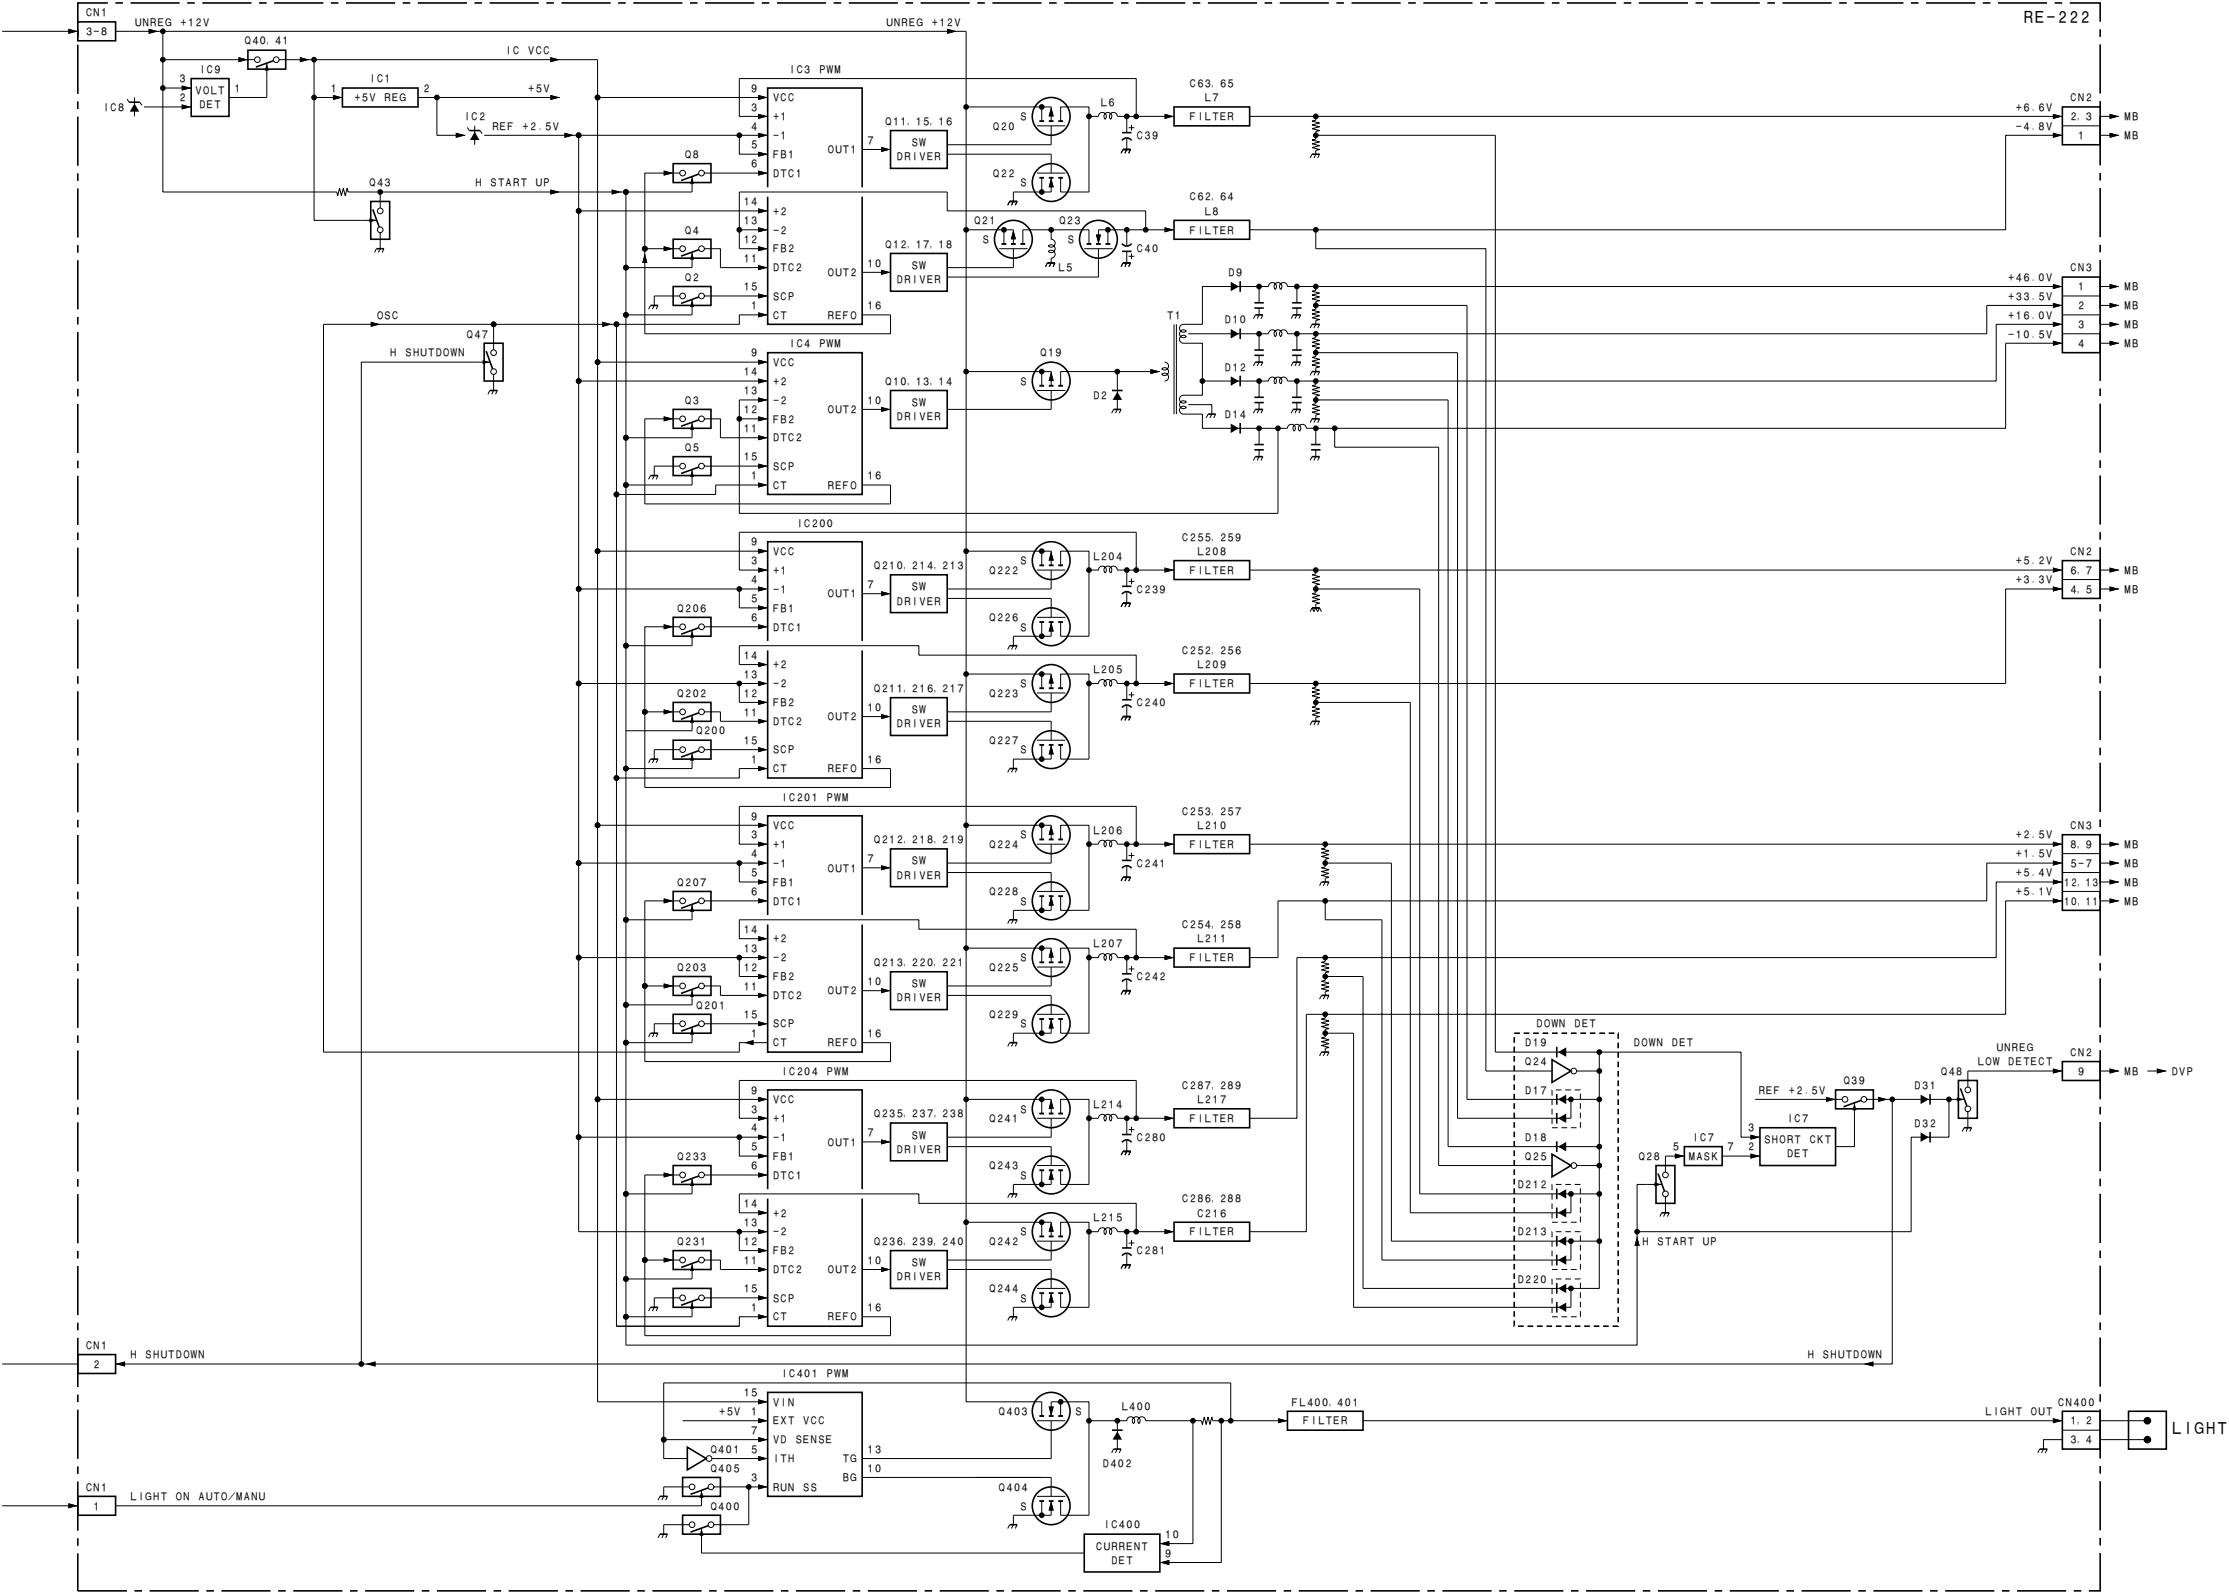 RE-222
CN1
3-8
UNREG +12V
UNREG +12V
Q40, 41
IC VCC
IC9
3
2
VOLT
DET
1
IC8
IC1
1
+5V REG
2
+5V
IC2
REF +2.5V
Q43
H START UP
OSC
Q47
H SHUTDOWN
IC3 PWM
9
VCC
3
+1
4
-1
5
FB1
6
DTC1
OUT1
7
Q8
Q11, 15, 16
SW
DRIVER
Q20
S
Q22
S
L6
C39
+
C63, 65
L7
FILTER
14
+2
13
-2
12
FB2
11
DTC2
15
SCP
1
CT
OUT2
10
REFO
16
Q4
Q2
Q12, 17, 18
SW
DRIVER
Q21
S
Q23
S
L5
C40
+
C62, 64
L8
FILTER
CN2
+6.6V
2, 3
MB
-4.8V
1
MB
IC4 PWM
9
VCC
14
+2
13
-2
12
FB2
11
DTC2
15
SCP
1
CT
OUT2
10
REFO
16
Q3
Q5
Q10, 13, 14
SW
DRIVER
Q19
S
D2
T1
D9
D10
D12
D14
CN3
+46.0V
1
MB
+33.5V
2
MB
+16.0V
3
MB
-10.5V
4
MB
IC200
9
VCC
3
+1
4
-1
5
FB1
6
DTC1
OUT1
7
Q206
Q210, 214, 213
SW
DRIVER
Q222
S
Q226
S
L204
C239
+
C255, 259
L208
FILTER
14
+2
13
-2
12
FB2
11
DTC2
15
SCP
1
CT
OUT2
10
REFO
16
Q202
Q200
Q211, 216, 217
SW
DRIVER
Q223
S
Q227
S
L205
C240
+
C252, 256
L209
FILTER
CN2
+5.2V
6, 7
MB
+3.3V
4, 5
MB
IC201 PWM
9
VCC
3
+1
4
-1
5
FB1
6
DTC1
OUT1
7
Q207
Q212, 218, 219
SW
DRIVER
Q224
S
Q228
S
L206
C241
+
C253, 257
L210
FILTER
14
+2
13
-2
12
FB2
11
DTC2
15
SCP
1
CT
OUT2
10
REFO
16
Q203
Q201
Q213, 220, 221
SW
DRIVER
Q225
S
Q229
S
L207
C242
+
C254, 258
L211
FILTER
CN3
+2.5V
8, 9
MB
+1.5V
5-7
MB
+5.4V
12, 13
MB
+5.1V
10, 11
MB
IC204 PWM
9
VCC
3
+1
4
-1
5
FB1
6
DTC1
OUT1
7
Q233
Q235, 237, 238
SW
DRIVER
Q241
S
Q243
S
L214
C280
+
C287, 289
L217
FILTER
14
+2
13
-2
12
FB2
11
DTC2
15
SCP
1
CT
OUT2
10
REFO
16
Q231
Q236, 239, 240
SW
DRIVER
Q242
S
Q244
S
L215
C281
+
C286, 288
C216
FILTER
DOWN DET
D19
Q24
D17
D18
Q25
D212
D213
D220
DOWN DET
REF +2.5V
Q39
IC7
3
2
SHORT CKT
DET
IC7
5
MASK
7
Q28
H START UP
D31
D32
Q48
UNREG
LOW DETECT
CN2
9
MB
DVP
CN1
2
H SHUTDOWN
H SHUTDOWN
IC401 PWM
15
VIN
+5V
1
EXT VCC
7
VD SENSE
5
ITH
3
RUN SS
TG
13
BG
10
Q401
Q405
Q400
Q403
S
Q404
S
L400
D402
FL400, 401
FILTER
IC400
CURRENT
DET
10
9
LIGHT OUT
CN400
1, 2
3, 4
LIGHT
CN1
1
LIGHT ON AUTO/MANU